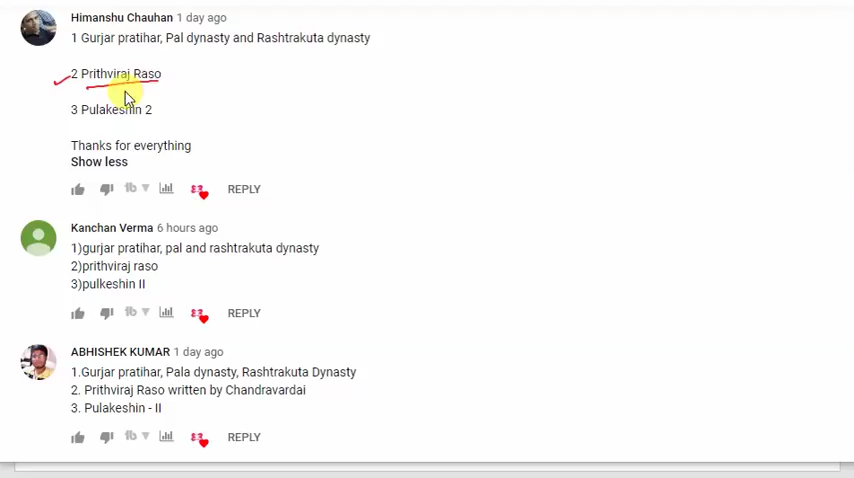 Himanshu Chauhan 1 day ago
1 Gurjar pratihar, Pal dynasty and Rashtrakuta dynasty
2 Prithviraj Raso
3 Pulakeshin 2
Thanks for everything
Show less
REPLY
Kanchan Verma 6 hours ago
1)gurjar pratihar, pal and rashtrakuta dynasty
2)prithviraj raso
3)pulkeshin II
REPLY
ABHISHEK KUMAR 1 day ago
1.Gurjar pratihar, Pala dynasty, Rashtrakuta Dynasty
2. Prithviraj Raso written by Chandravardai
3. Pulakeshin - II
REPLY